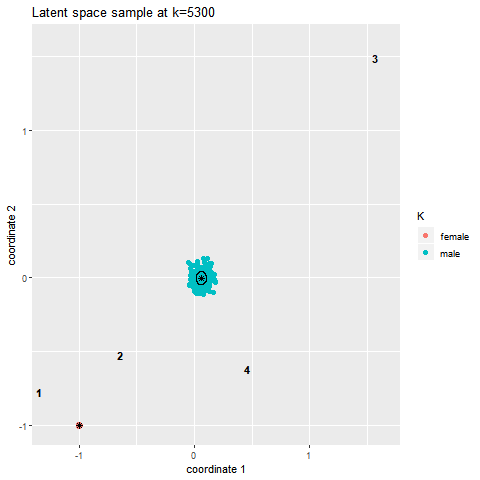 Latent space sample at k=5300
3
1
0
-1
2
4
1
-1
0
1
coordinate 1
coordinate 2
K
female
male